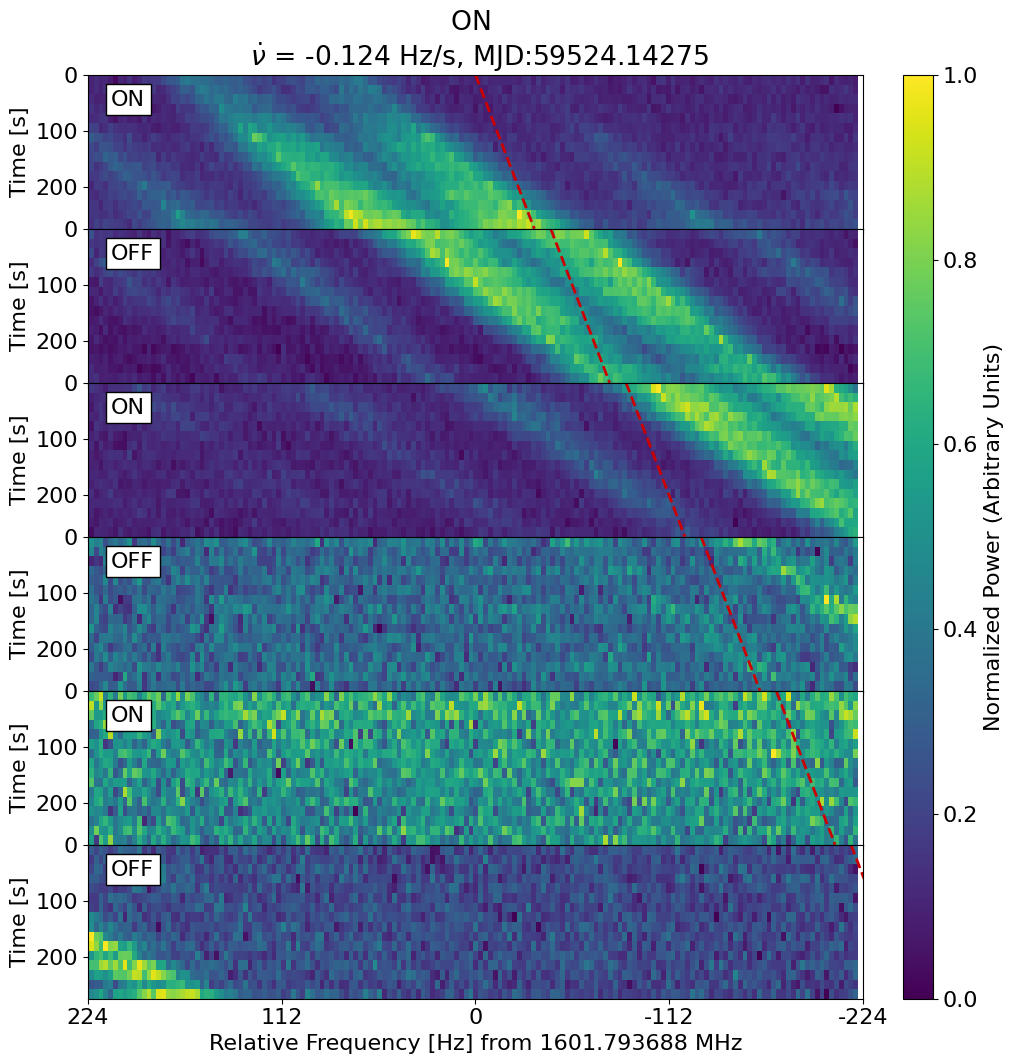 ON
ν̇ = -0.124 Hz/s, MJD:59524.14275
0
ON
100
200
Time [s]
0
OFF
100
200
Time [s]
0
ON
100
200
Time [s]
0
OFF
100
200
Time [s]
0
ON
100
200
Time [s]
0
OFF
100
200
Time [s]
224 112 0 -112 -224
Relative Frequency [Hz] from 1601.793688 MHz
1.0
0.8
0.6
0.4
0.2
0.0
Normalized Power (Arbitrary Units)